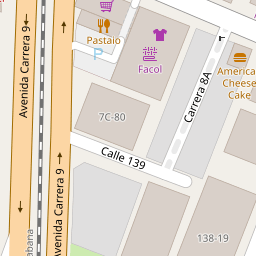 Avenida Carrera 9
Pastaio
P
Facol
American
Cheese
Cake
Carrera 8A
7C-80
Calle 139
Avenida Carrera 9
abana
138-19